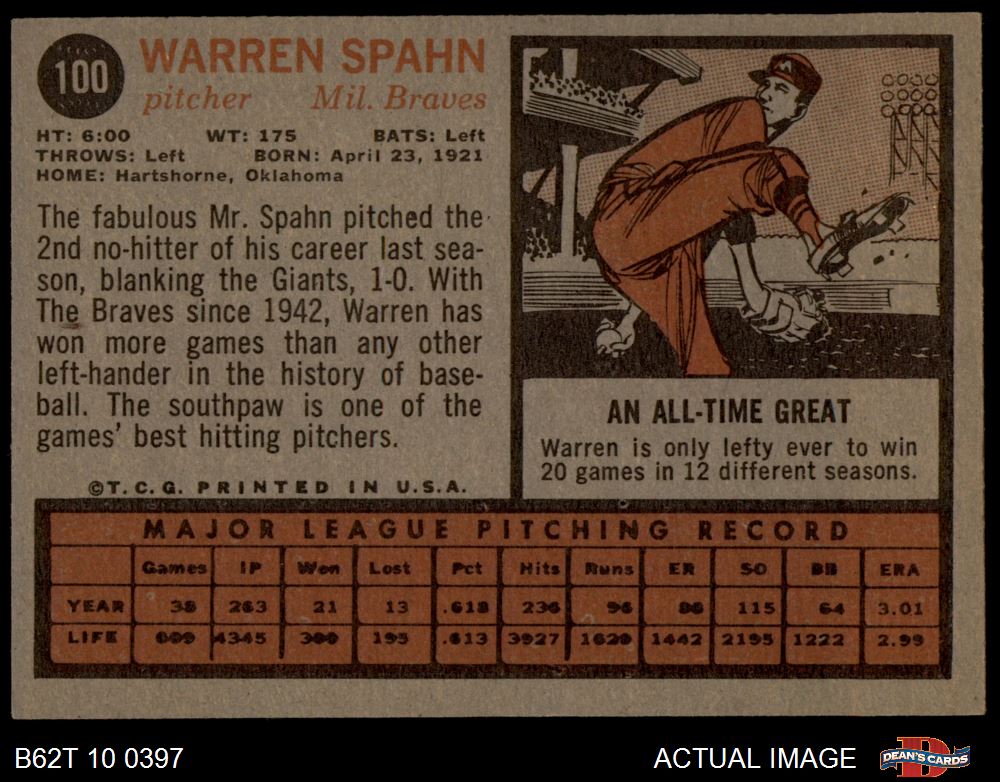 100
WARREN SPAHN
pitcher Mil. Braves
HT: 6:00 WT: 175 BATS: Left
THROWS: Left BORN: April 23, 1921
HOME: Hartshorne, Oklahoma
The fabulous Mr. Spahn pitched the
2nd no-hitter of his career last sea-
son, blanking the Giants, 1-0. With
The Braves since 1942, Warren has
won more games than any other
left-hander in the history of base-
ball. The southpaw is one of the
games' best hitting pitchers.
©T.C.G. PRINTED IN U.S.A.
M
AN ALL-TIME GREAT
Warren is only lefty ever to win
20 games in 12 different seasons.
MAJOR LEAGUE PITCHING RECORD
Games IP Won Lost Pct Hits Runs ER SO BB ERA
YEAR 38 263 21 13 .618 236 96 88 115 64 3.01
LIFE 4345 195 .613 3927 1620 1442 2195 1222 2.99
B62T 10 0397
ACTUAL IMAGE
D
DEAN'S CARDS